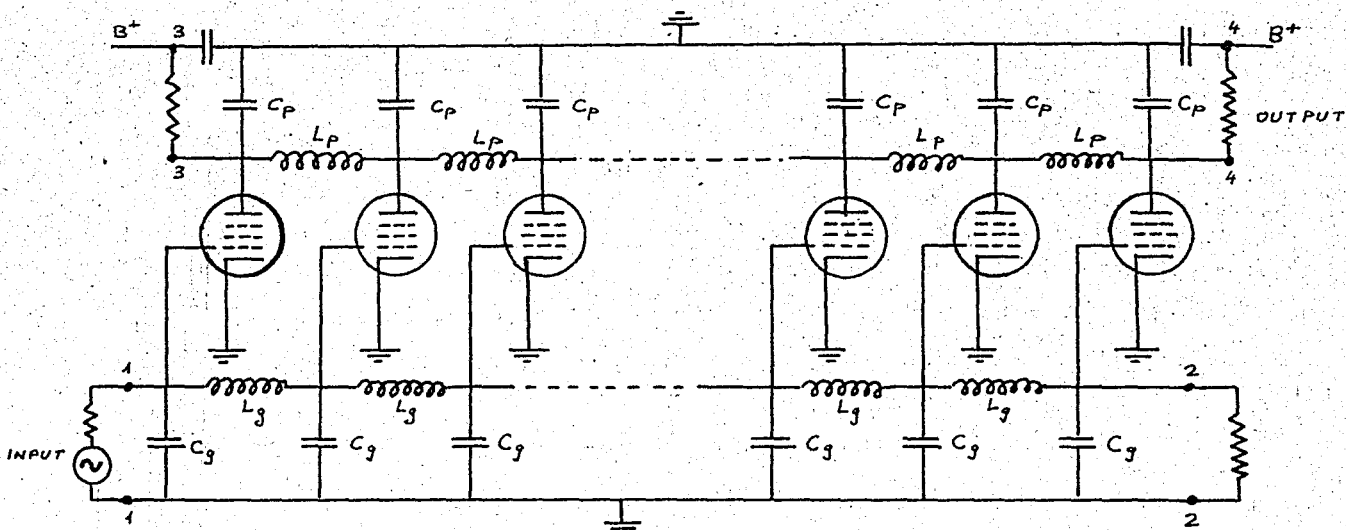 B+ 3 4 B+
Cp Cp Cp Cp Cp Cp
OUTPUT
Lp Lp Lp Lp
3 4
1 2
Lg Lg Lg Lg
INPUT
Cg Cg Cg Cg Cg Cg
1 2